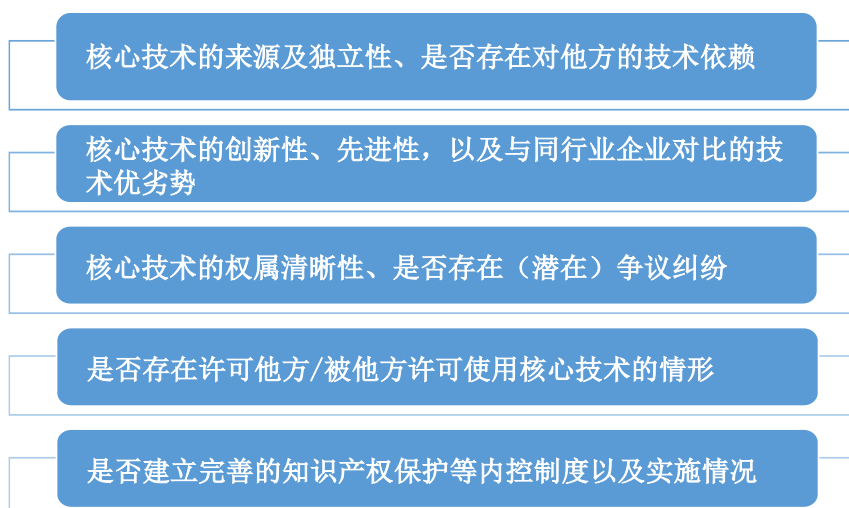 核心技术的来源及独立性、是否存在对他方的技术依赖
核心技术的创新性、先进性，以及与同行业企业对比的技
术优劣势
核心技术的权属清晰性、是否存在（潜在）争议纠纷
是否存在许可他方/被他方许可使用核心技术的情形
是否建立完善的知识产权保护等内控制度以及实施情况